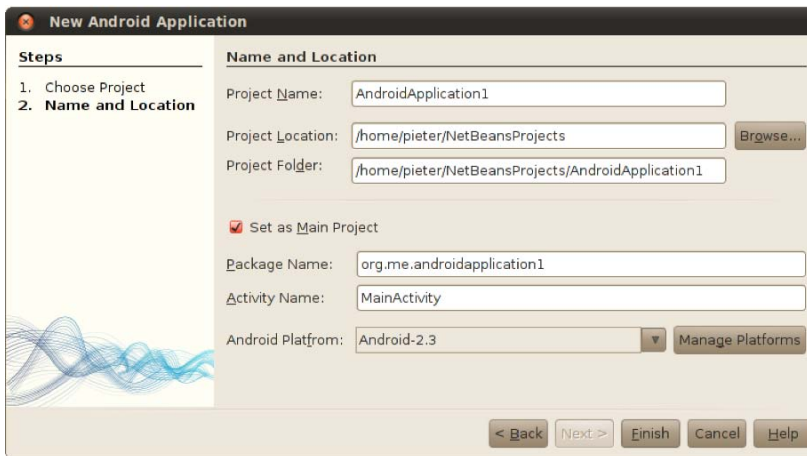 New Android Application
Steps
1. Choose Project
2. Name and Location
Name and Location
Project Name: AndroidApplication1
Project Location: /home/pieter/NetBeansProjects Browse...
Project Folder: /home/pieter/NetBeansProjects/AndroidApplication1
Set as Main Project
Package Name: org.me.androidapplication1
Activity Name: MainActivity
Android Platfrom: Android-2.3 Manage Platforms
< Back Next > Finish Cancel Help